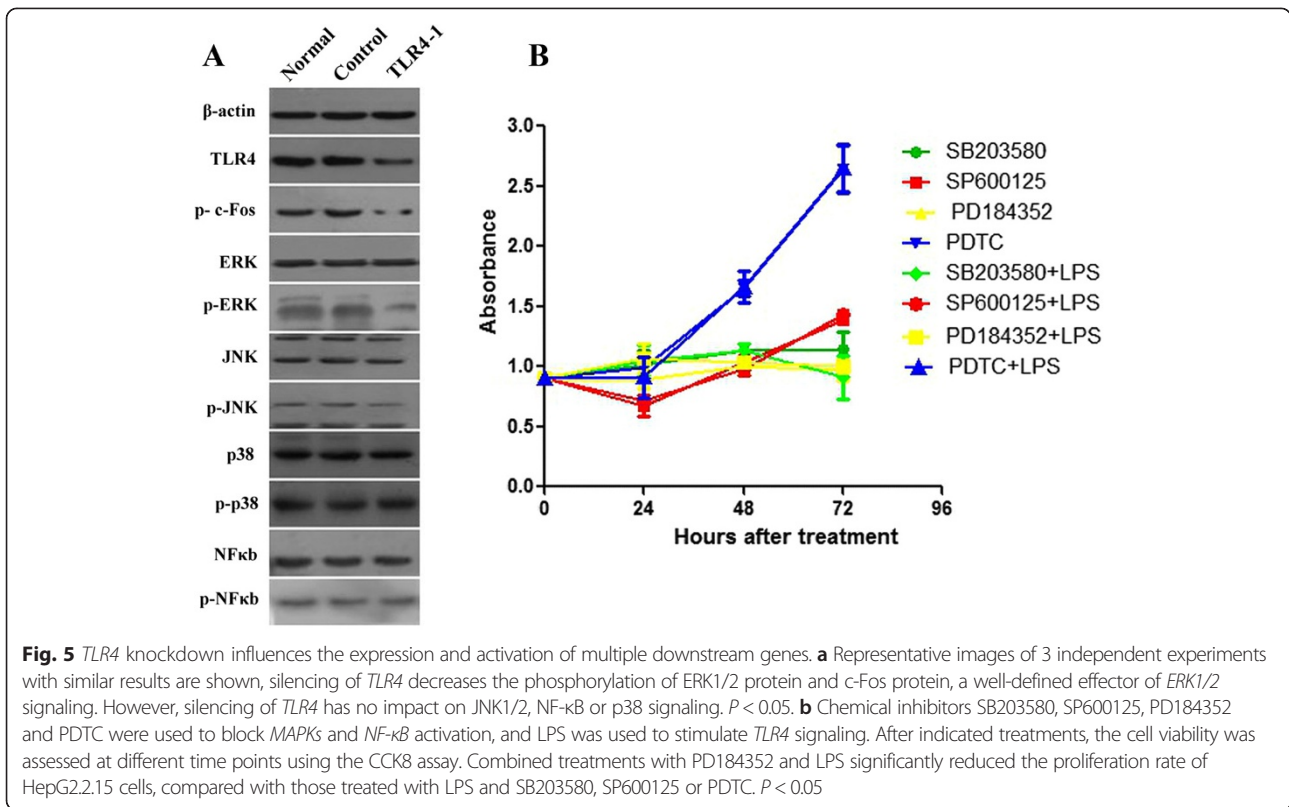 A
Normal
Control
TLR4-1
β-actin
TLR4
p- c-Fos
ERK
p-ERK
JNK
p-JNK
p38
p-p38
NFκb
p-NFκb
B
3.0
2.5
2.0
1.5
1.0
0.5
0.0
Absorbance
0 24 48 72 96
Hours after treatment
SB203580
SP600125
PD184352
PDTC
SB203580+LPS
SP600125+LPS
PD184352+LPS
PDTC+LPS
Fig. 5 TLR4 knockdown influences the expression and activation of multiple downstream genes. a Representative images of 3 independent experiments
with similar results are shown, silencing of TLR4 decreases the phosphorylation of ERK1/2 protein and c-Fos protein, a well-defined effector of ERK1/2
signaling. However, silencing of TLR4 has no impact on JNK1/2, NF-κB or p38 signaling. P < 0.05. b Chemical inhibitors SB203580, SP600125, PD184352
and PDTC were used to block MAPKs and NF-κB activation, and LPS was used to stimulate TLR4 signaling. After indicated treatments, the cell viability was
assessed at different time points using the CCK8 assay. Combined treatments with PD184352 and LPS significantly reduced the proliferation rate of
HepG2.2.15 cells, compared with those treated with LPS and SB203580, SP600125 or PDTC. P < 0.05